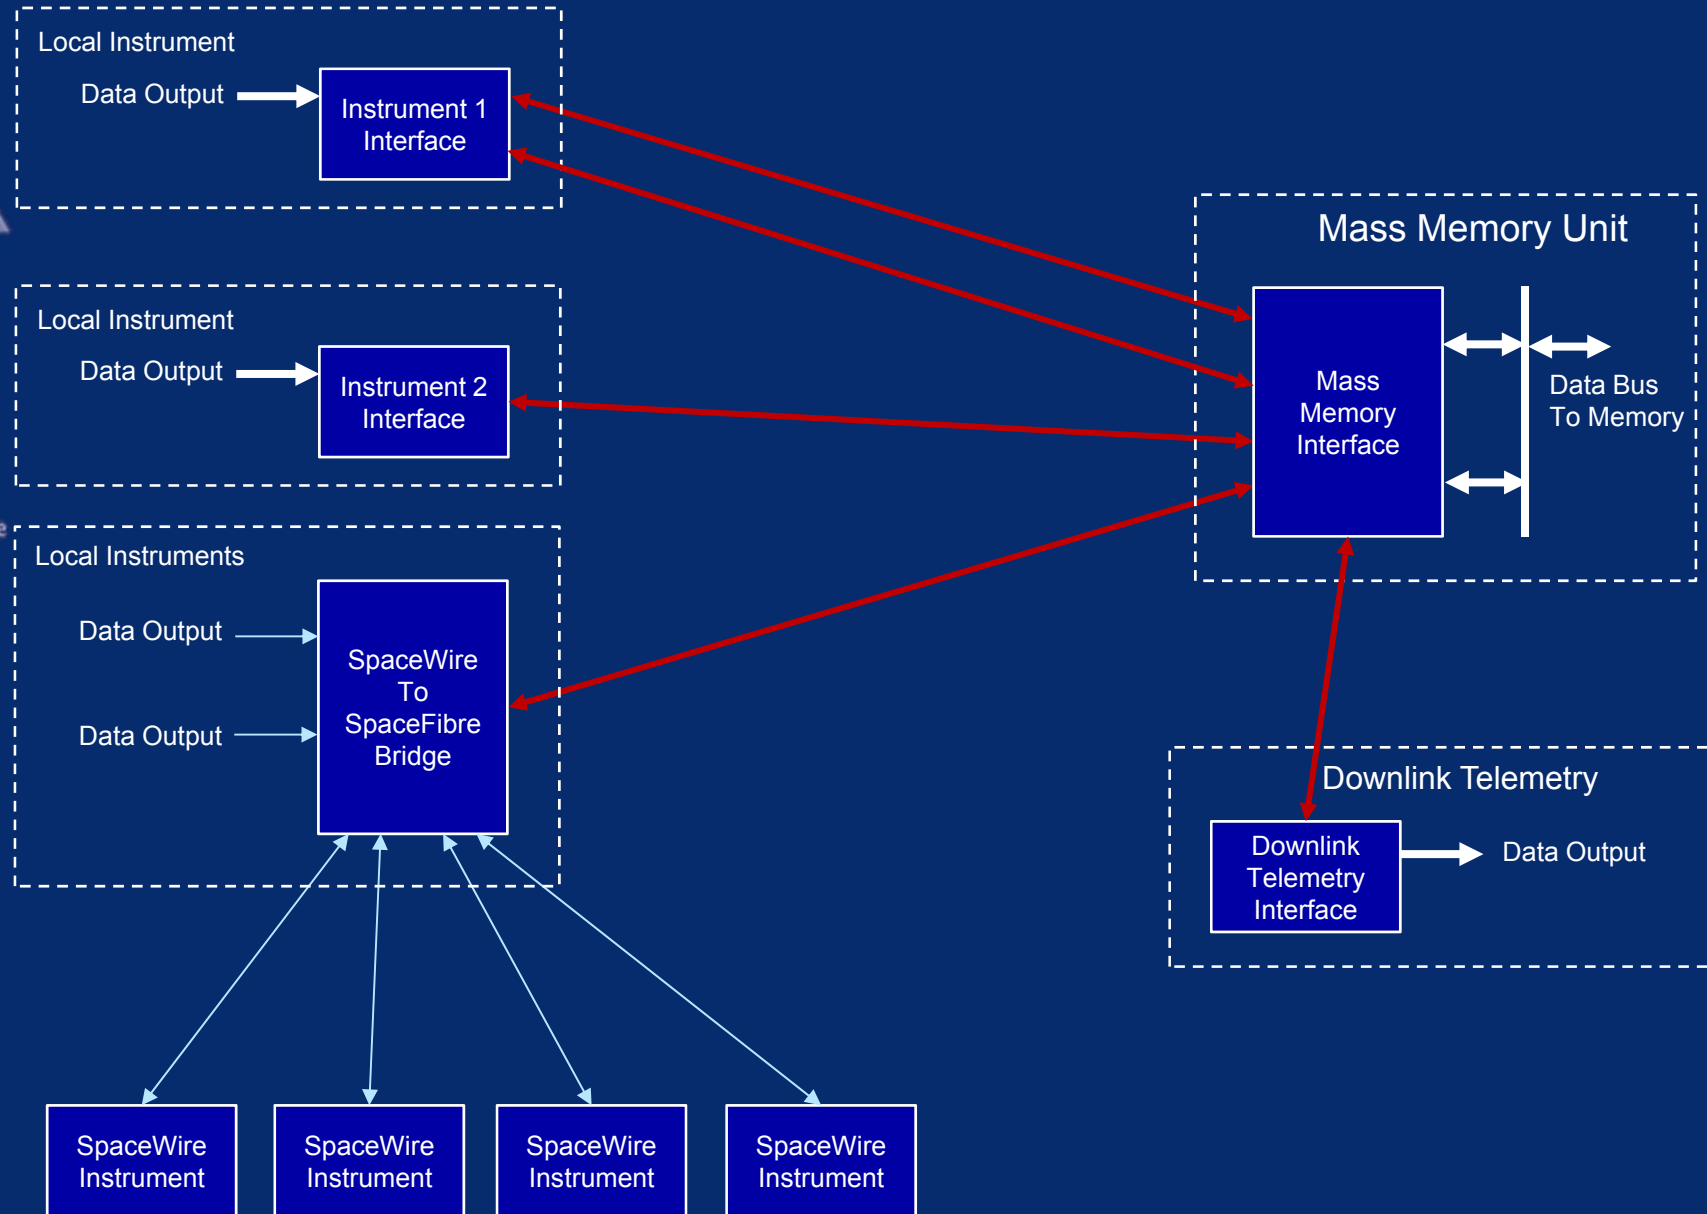 Local Instrument
Data Output
Instrument 1
Interface
Mass Memory Unit
Local Instrument
Data Output
Instrument 2
Interface
Mass
Memory
Interface
Data Bus
To Memory
Local Instruments
Data Output
Data Output
SpaceWire
To
SpaceFibre
Bridge
Downlink Telemetry
Downlink
Telemetry
Interface
Data Output
SpaceWire
Instrument
SpaceWire
Instrument
SpaceWire
Instrument
SpaceWire
Instrument